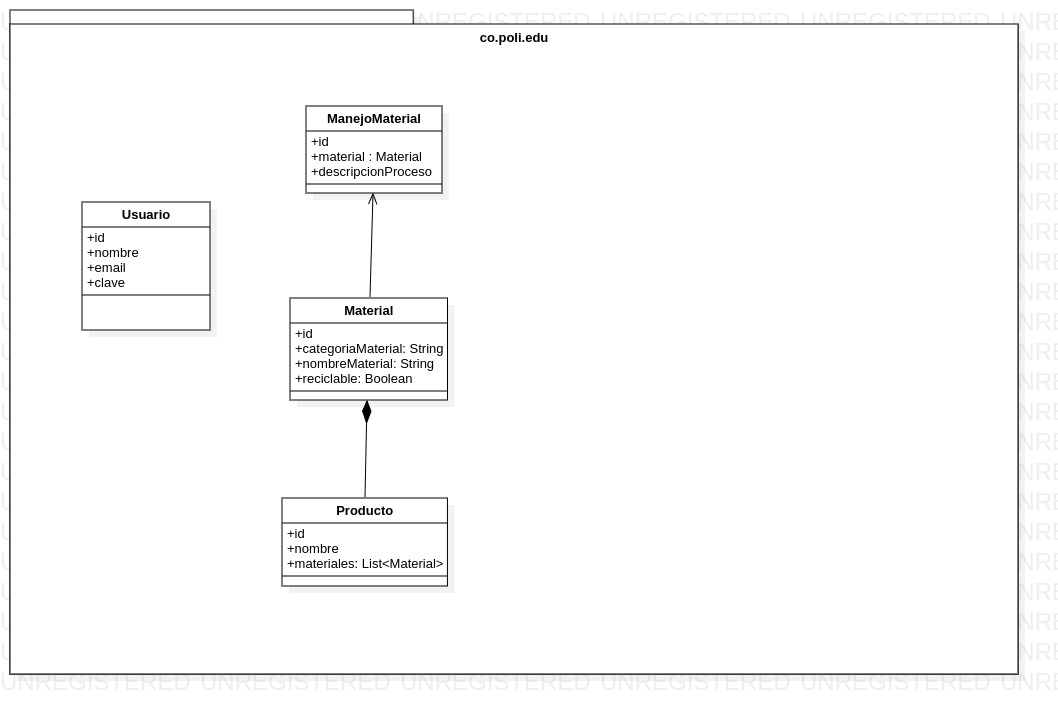 co.poli.edu
ManejoMaterial
+id
+material : Material
+descripcionProceso
Usuario
+id
+nombre
+email
+clave
Material
+id
+categoriaMaterial: String
+nombreMaterial: String
+reciclable: Boolean
Producto
+id
+nombre
+materiales: List<Material>
UNREGISTERED UNREGISTERED UNREGISTERED UNREGISTERED UNREGISTERED UNRE